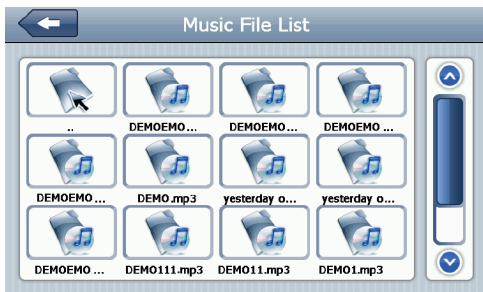 Music File List
..
DEMOEMO...
DEMOEMO...
DEMOEMO ...
DEMOEMO ...
DEMO.mp3
yesterday o...
yesterday o...
DEMOEMO ...
DEMO111.mp3
DEMO11.mp3
DEMO1.mp3